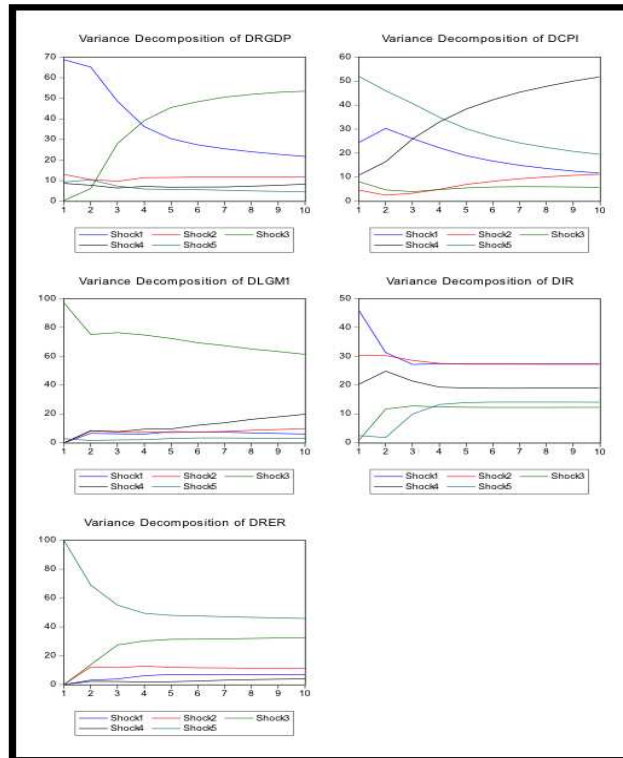 Variance Decomposition of DRGDP
70
60
50
40
30
20
10
0
1 2 3 4 5 6 7 8 9 10
Shock1 Shock2 Shock3
Shock4 Shock5
Variance Decomposition of DCPI
60
50
40
30
20
10
0
1 2 3 4 5 6 7 8 9 10
Shock1 Shock2 Shock3
Shock4 Shock5
Variance Decomposition of DLGM1
100
80
60
40
20
0
1 2 3 4 5 6 7 8 9 10
Shock1 Shock2 Shock3
Shock4 Shock5
Variance Decomposition of DIR
50
40
30
20
10
0
1 2 3 4 5 6 7 8 9 10
Shock1 Shock2 Shock3
Shock4 Shock5
Variance Decomposition of DRER
100
80
60
40
20
0
1 2 3 4 5 6 7 8 9 10
Shock1 Shock2 Shock3
Shock4 Shock5